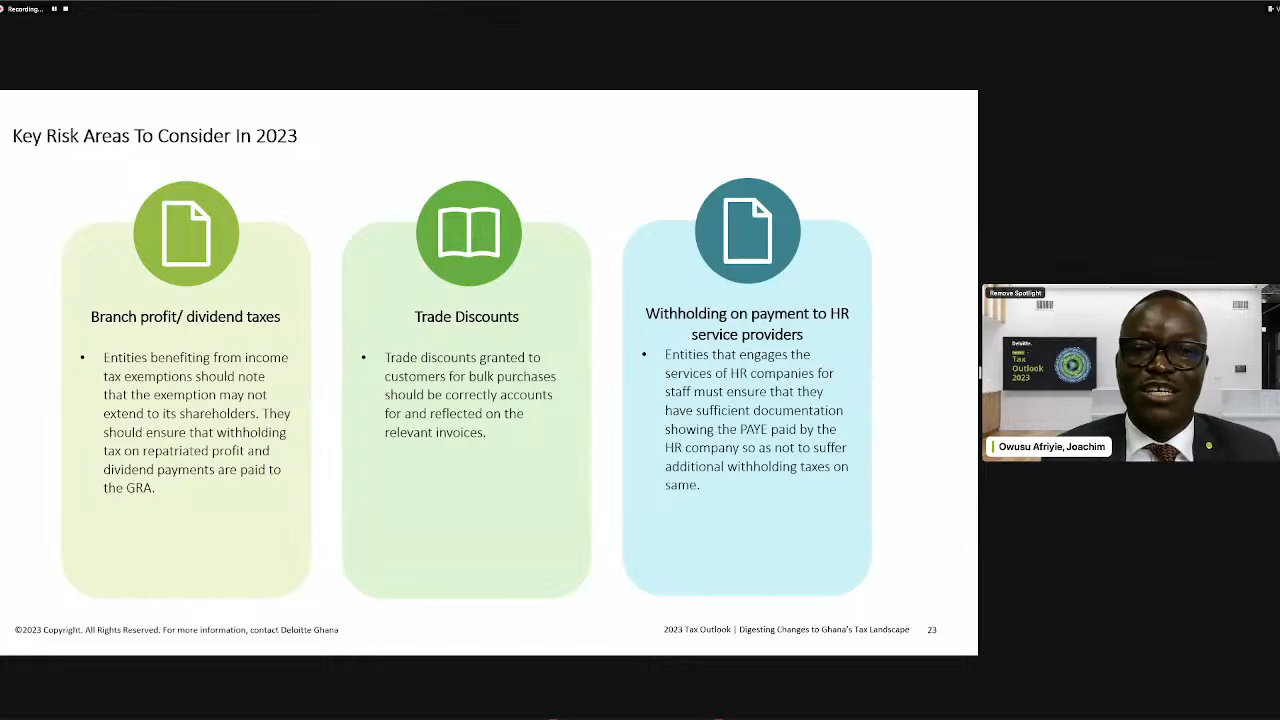 Recording...
Key Risk Areas To Consider In 2023
Branch profit/ dividend taxes
• Entities benefiting from income
tax exemptions should note
that the exemption may not
extend to its shareholders. They
should ensure that withholding
tax on repatriated profit and
dividend payments are paid to
the GRA.
Trade Discounts
• Trade discounts granted to
customers for bulk purchases
should be correctly accounts
for and reflected on the
relevant invoices.
Withholding on payment to HR
service providers
• Entities that engages the
services of HR companies for
staff must ensure that they
have sufficient documentation
showing the PAYE paid by the
HR company so as not to suffer
additional withholding taxes on
same.
©2023 Copyright. All Rights Reserved. For more information, contact Deloitte Ghana
2023 Tax Outlook | Digesting Changes to Ghana's Tax Landscape
23
Remove Spotlight
Deloitte.
Tax
Outlook
2023
Owusu Afriyie, Joachim